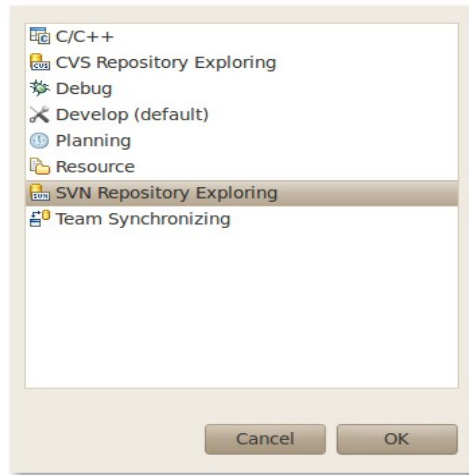 C/C++
CVS Repository Exploring
Debug
Develop (default)
Planning
Resource
SVN Repository Exploring
Team Synchronizing
Cancel
OK